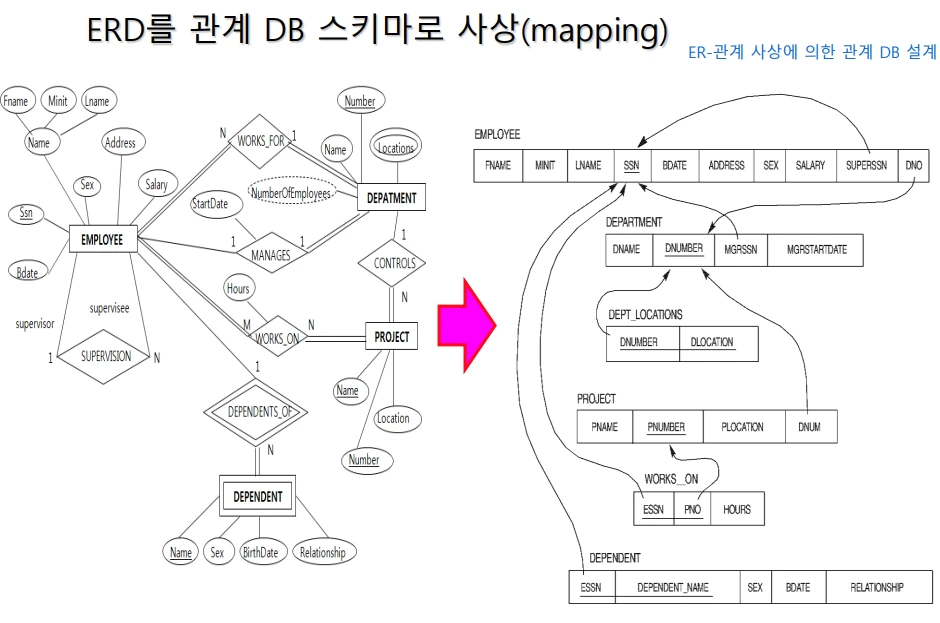 ERD를 관계 DB 스키마로 사상(mapping)
ER-관계 사상에 의한 관계 DB 설계
Fname
Minit
Lname
Name
Address
Sex
Salary
Ssn
Bdate
EMPLOYEE
N
WORKS_FOR
1
Number
Name
Locations
NumberOfEmployees
DEPATMENT
StartDate
1
MANAGES
1
1
CONTROLS
N
Hours
M
WORKS_ON
N
PROJECT
Name
Location
Number
supervisor
supervisee
1
SUPERVISION
N
1
DEPENDENTS_OF
N
DEPENDENT
Name
Sex
BirthDate
Relationship
EMPLOYEE
FNAME MINIT LNAME SSN BDATE ADDRESS SEX SALARY SUPERSSN DNO
DEPARTMENT
DNAME DNUMBER MGRSSN MGRSTARTDATE
DEPT_LOCATIONS
DNUMBER DLOCATION
PROJECT
PNAME PNUMBER PLOCATION DNUM
WORKS_ON
ESSN PNO HOURS
DEPENDENT
ESSN DEPENDENT_NAME SEX BDATE RELATIONSHIP